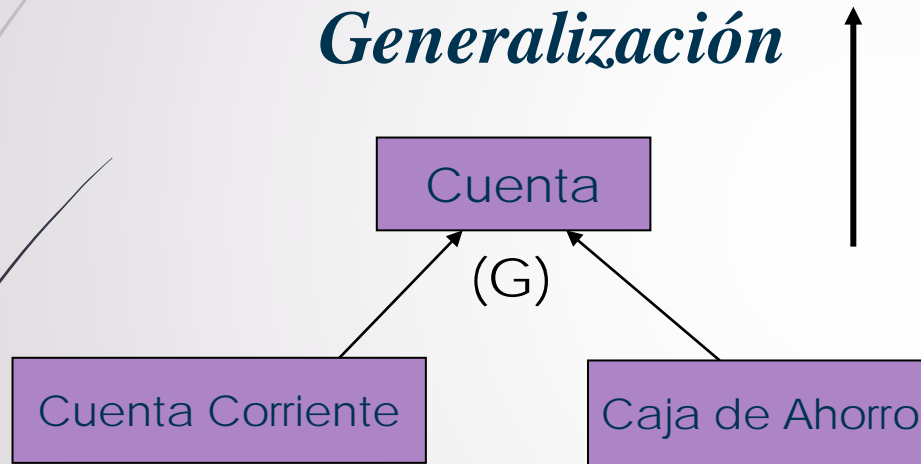 Generalización
Cuenta
(G)
Cuenta Corriente
Caja de Ahorro